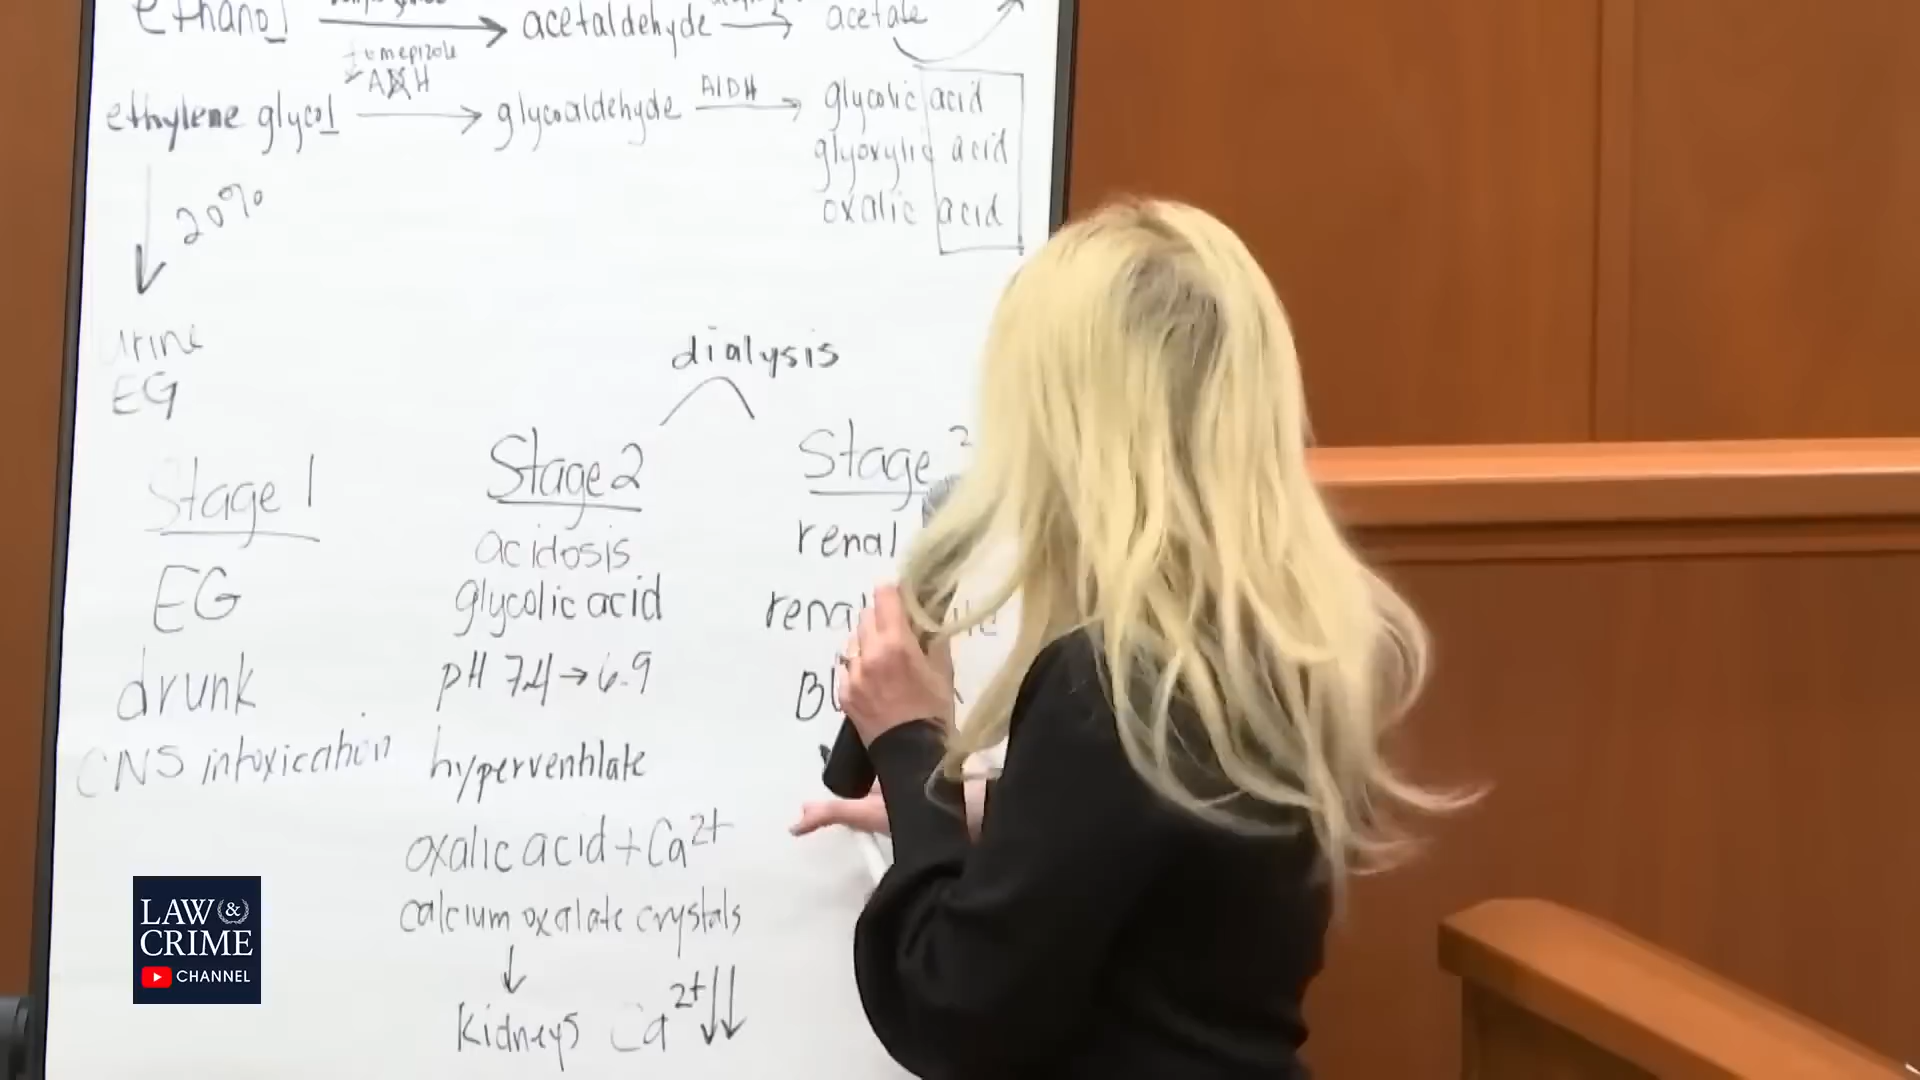 ethanol acetaldehyde acetate
fomepizole
ADH
ethylene glycol glycoaldehyde AlDH glycolic acid
glyoxylic acid
oxalic acid
20%
urine
EG
dialysis
Stage 1
EG
drunk
CNS intoxication
Stage 2
acidosis
glycolic acid
pH 7.4 → 6.9
hyperventilate
oxalic acid + Ca2+
calcium oxalate crystals
↓
kidneys Ca2+ ↓↓
Stage
renal
renal
LAW & CRIME
CHANNEL